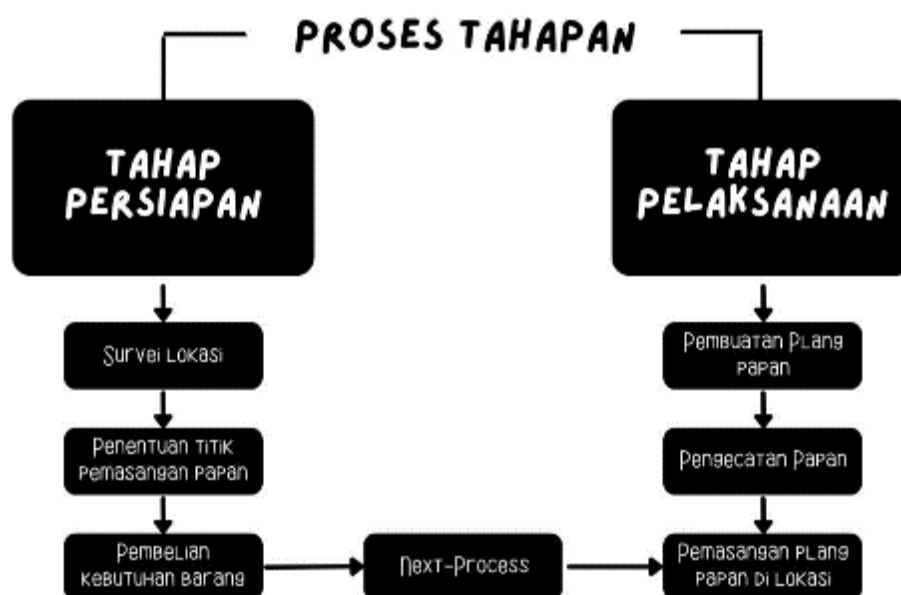 PROSES TAHAPAN
TAHAP
PERSIAPAN
Survei Lokasi
Penentuan Titik
Pemasangan Papan
Pembelian
Kebutuhan Barang
Next-Process
TAHAP
PELAKSANAAN
Pembuatan Plang
Papan
Pengecatan Papan
Pemasangan Plang
Papan di Lokasi